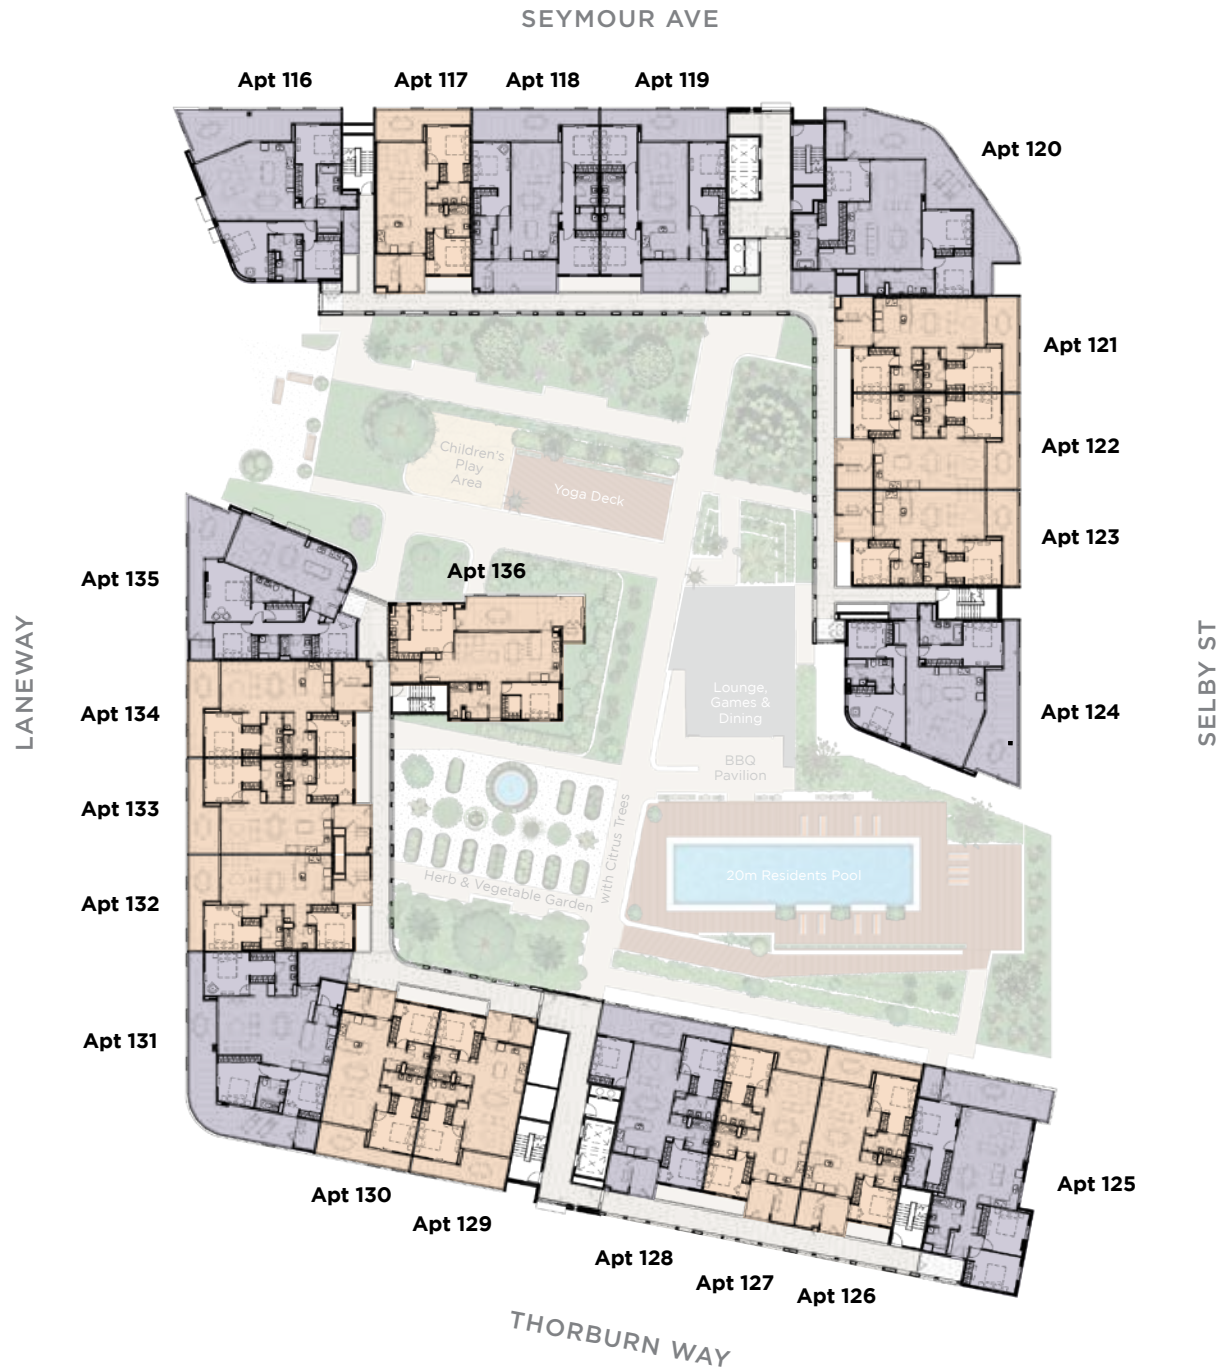 SEYMOUR AVE
Apt 116
Apt 117
Apt 118
Apt 119
Apt 120
Apt 121
Children's
Play
Area
Apt 122
Yoga Deck
Apt 123
Apt 135
Apt 136
LANEWAY
SELBY ST
Lounge,
Games &
Dining
Apt 134
Apt 124
BBQ
Pavilion
Apt 133
with Citrus Trees
Herb & Vegetable Garden
20m Residents Pool
Apt 132
Apt 131
Apt 130
Apt 129
Apt 128
Apt 127
Apt 126
Apt 125
THORBURN WAY